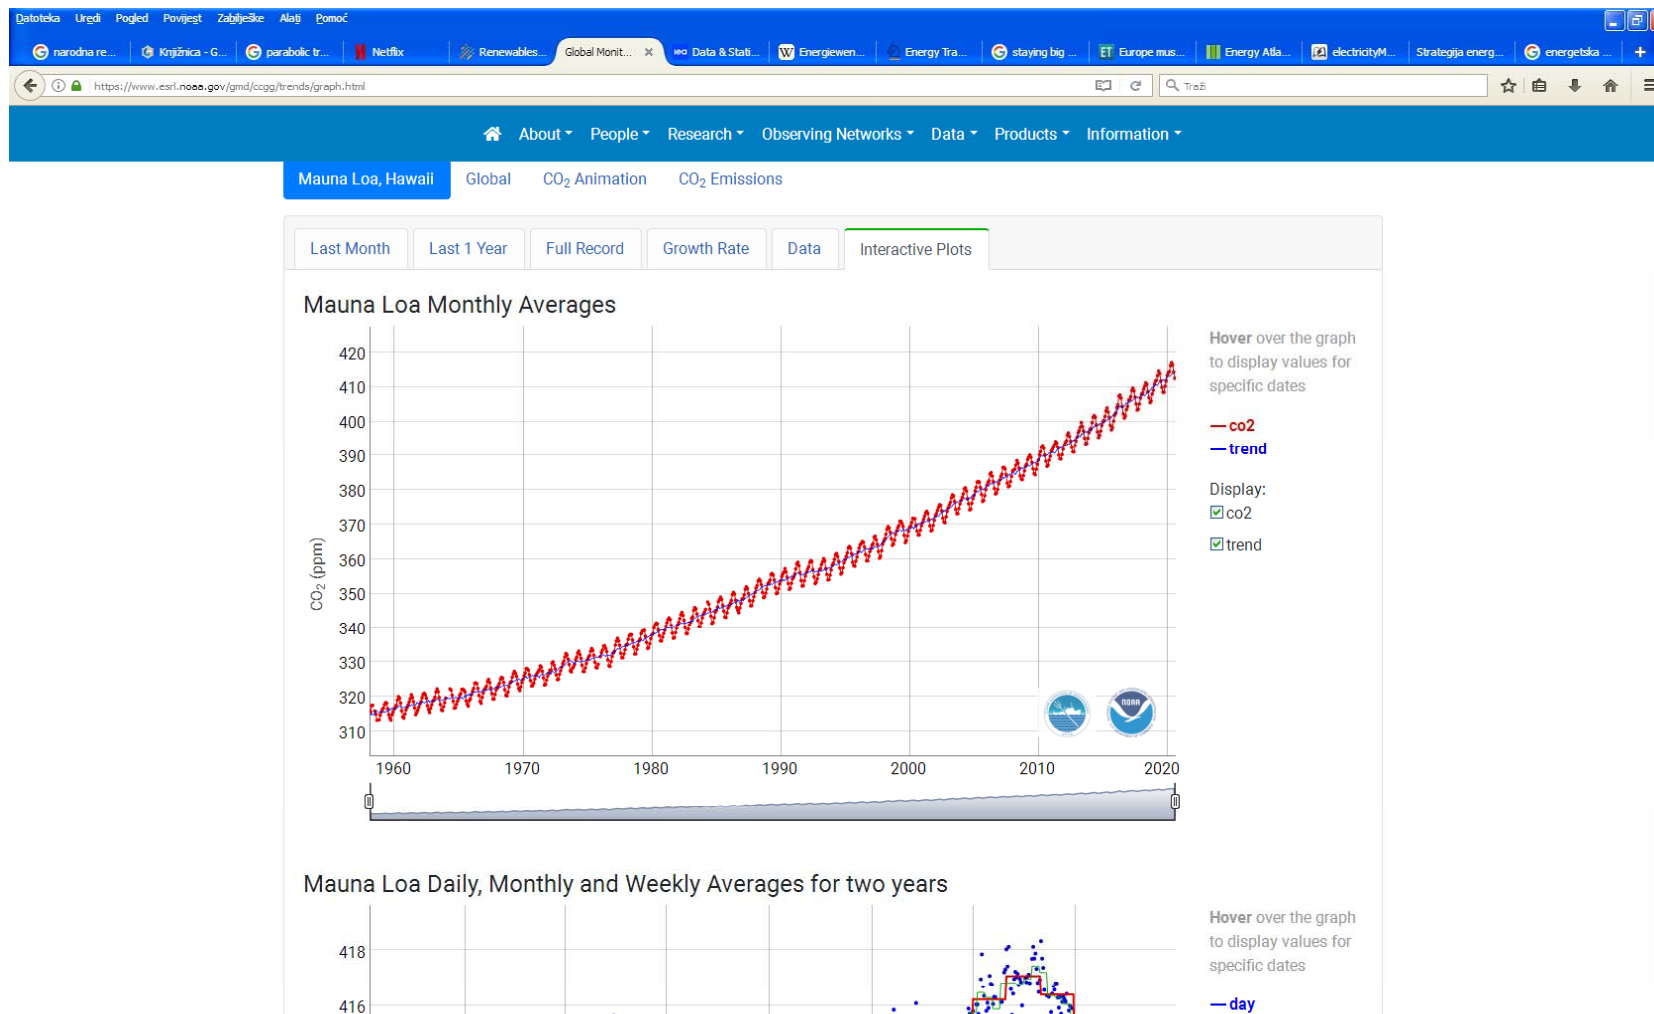 Datoteka Uredi Pogled Povijest Zabilješke Alati Pomoć
narodna re... Knjižnica - G... parabolic tr... Netflix Renewables... Global Monit... Data & Stati... Energiewen... Energy Tra... staying big ... Europe mus... Energy Atla... electricityM... Strategija energ... energetska ...
https://www.esrl.noaa.gov/gmd/ccgg/trends/graph.html Traži
About People Research Observing Networks Data Products Information
Mauna Loa, Hawaii Global CO₂ Animation CO₂ Emissions
Last Month Last 1 Year Full Record Growth Rate Data Interactive Plots
Mauna Loa Monthly Averages
Hover over the graph
to display values for
specific dates
co2
trend
Display:
co2
trend
420
410
400
390
380
370
360
350
340
330
320
310
CO₂ (ppm)
NOAA
1960 1970 1980 1990 2000 2010 2020
Mauna Loa Daily, Monthly and Weekly Averages for two years
Hover over the graph
to display values for
specific dates
day
418
416